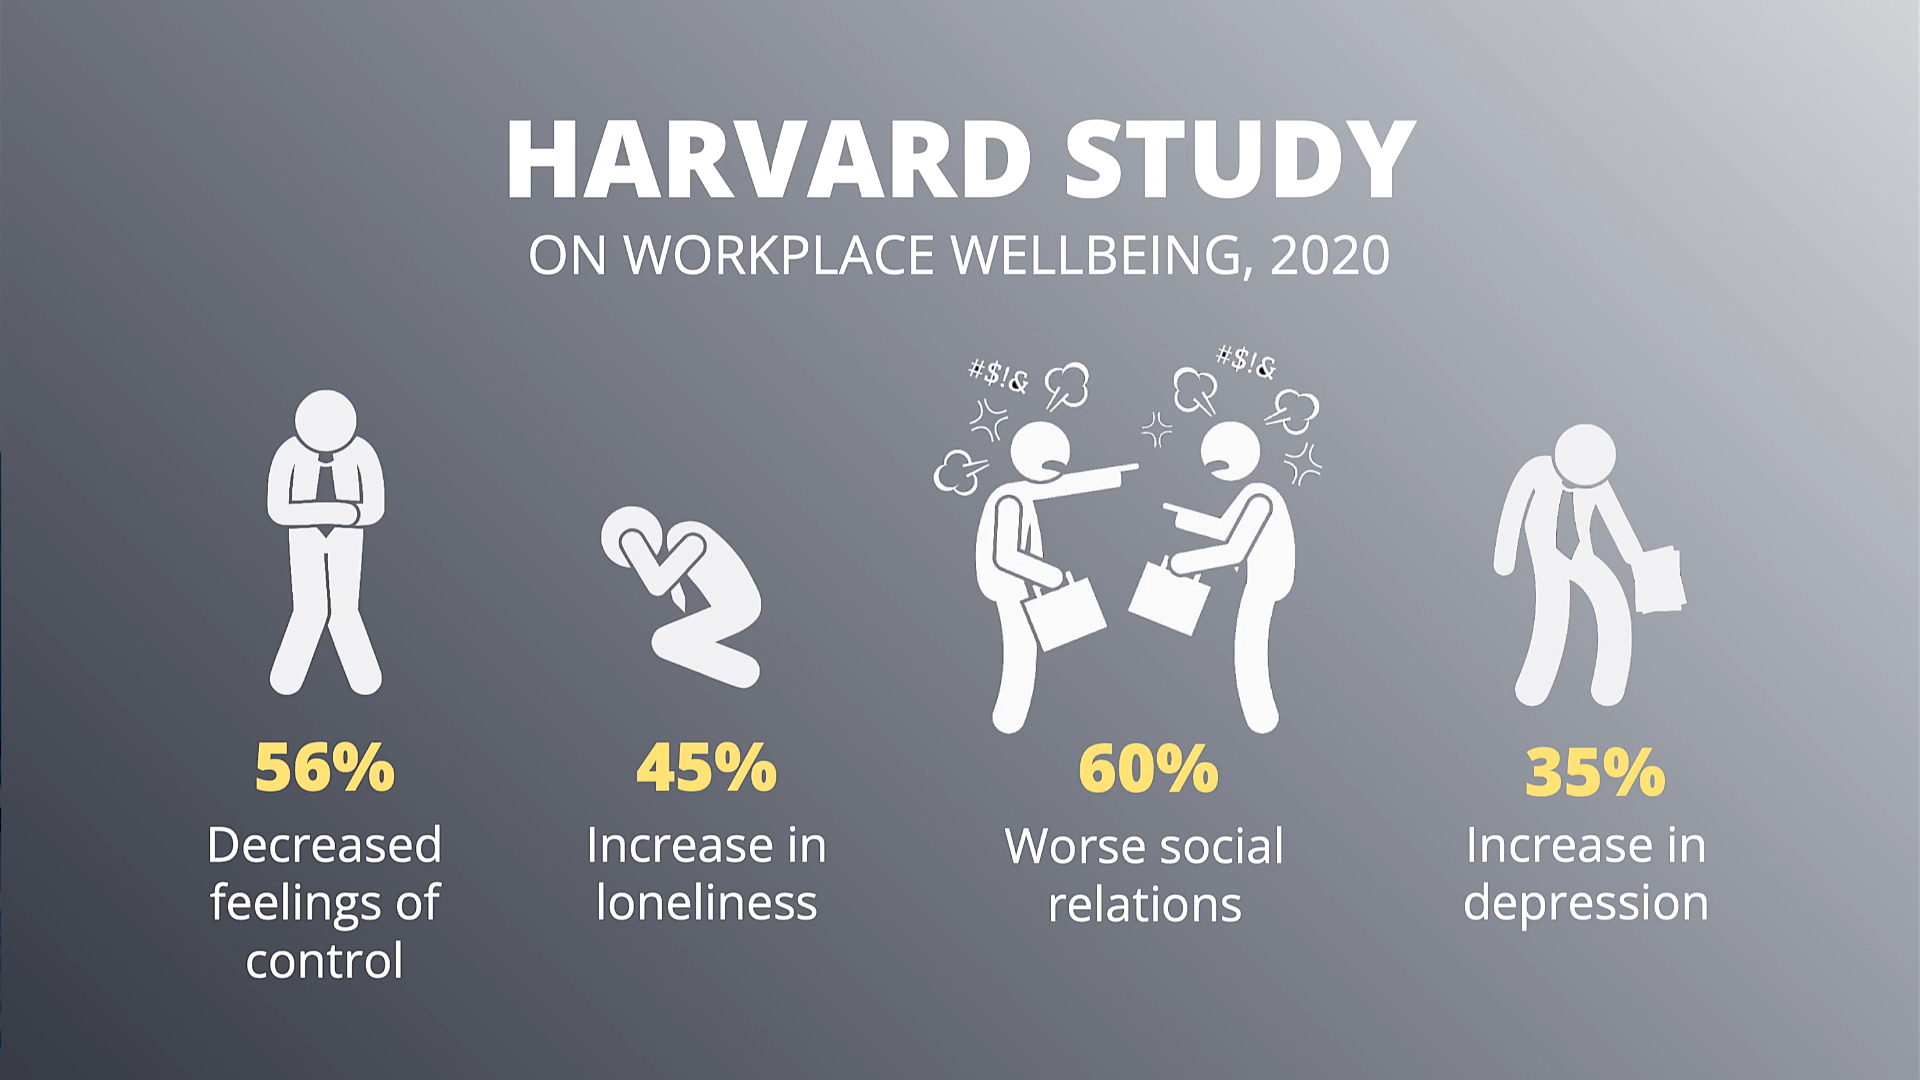 HARVARD STUDY
ON WORKPLACE WELLBEING, 2020
#$!&
#$!&
56%
Decreased
feelings of
control
45%
Increase in
loneliness
60%
Worse social
relations
35%
Increase in
depression